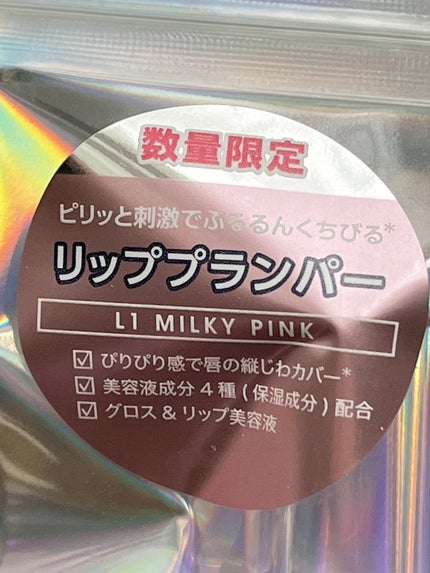 数量限定
ピリッと刺激でぷるるんくちびる*
リッププランパー
L1 MILKY PINK
☑ ぴりぴり感で唇の縦じわカバー*
☑ 美容液成分4種(保湿成分)配合
☑ グロス&リップ美容液